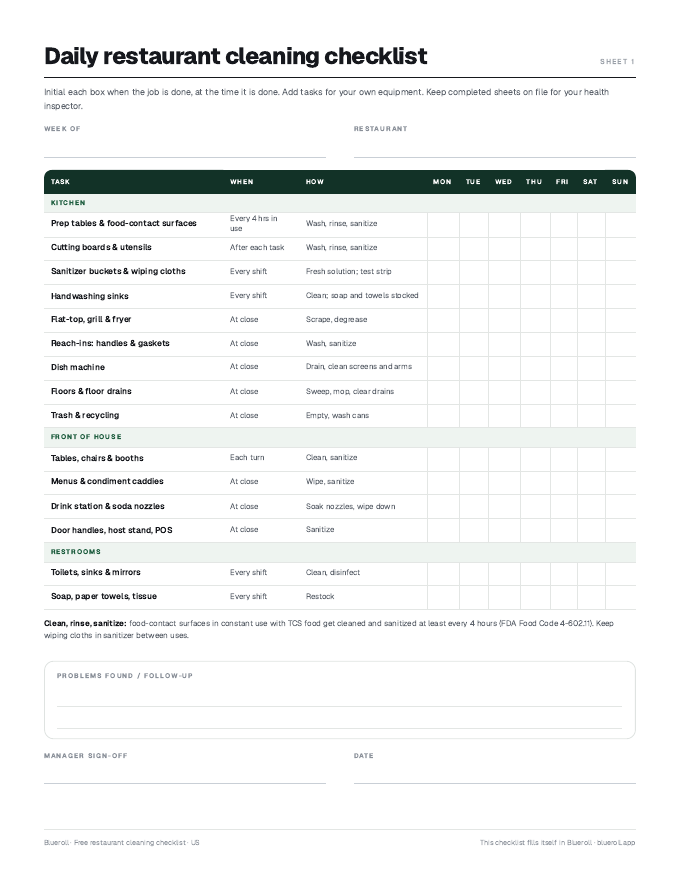 Daily restaurant cleaning checklist
SHEET 1
Initial each box when the job is done, at the time it is done. Add tasks for your own equipment. Keep completed sheets on file for your health
inspector.
WEEK OF
RESTAURANT
TASK WHEN HOW MON TUE WED THU FRI SAT SUN
KITCHEN
Prep tables & food-contact surfaces Every 4 hrs in use Wash, rinse, sanitize
Cutting boards & utensils After each task Wash, rinse, sanitize
Sanitizer buckets & wiping cloths Every shift Fresh solution; test strip
Handwashing sinks Every shift Clean; soap and towels stocked
Flat-top, grill & fryer At close Scrape, degrease
Reach-ins: handles & gaskets At close Wash, sanitize
Dish machine At close Drain, clean screens and arms
Floors & floor drains At close Sweep, mop, clear drains
Trash & recycling At close Empty, wash cans
FRONT OF HOUSE
Tables, chairs & booths Each turn Clean, sanitize
Menus & condiment caddies At close Wipe, sanitize
Drink station & soda nozzles At close Soak nozzles, wipe down
Door handles, host stand, POS At close Sanitize
RESTROOMS
Toilets, sinks & mirrors Every shift Clean, disinfect
Soap, paper towels, tissue Every shift Restock
Clean, rinse, sanitize: food-contact surfaces in constant use with TCS food get cleaned and sanitized at least every 4 hours (FDA Food Code 4-602.11). Keep
wiping cloths in sanitizer between uses.
PROBLEMS FOUND / FOLLOW-UP
MANAGER SIGN-OFF
DATE
Blueroll · Free restaurant cleaning checklist · US
This checklist fills itself in Blueroll · blueroll.app